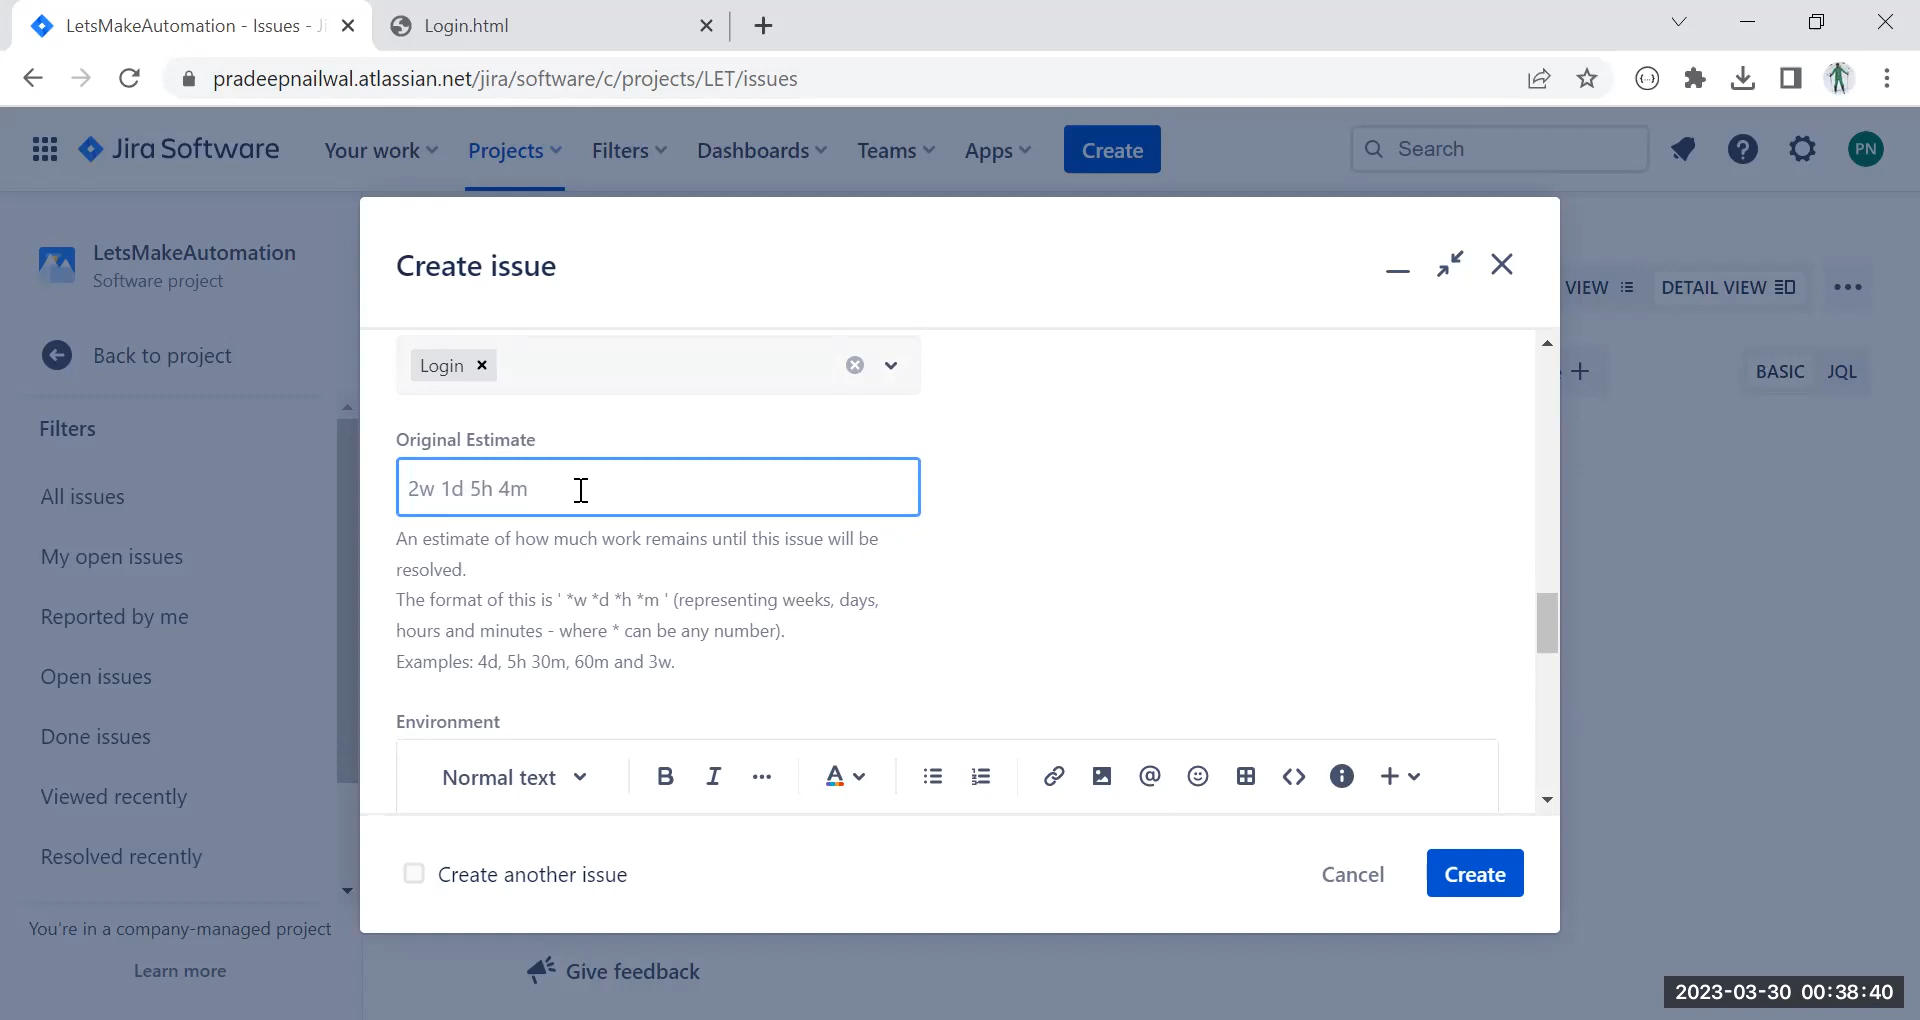 LetsMakeAutomation - Issues - Ji
Login.html
pradeepnailwal.atlassian.net/jira/software/c/projects/LET/issues
Jira Software
Your work
Projects
Filters
Dashboards
Teams
Apps
Create
Search
PN
LetsMakeAutomation
Software project
Back to project
Filters
All issues
My open issues
Reported by me
Open issues
Done issues
Viewed recently
Resolved recently
You're in a company-managed project
Learn more
VIEW
DETAIL VIEW
BASIC
JQL
Create issue
Login
Original Estimate
2w 1d 5h 4m
An estimate of how much work remains until this issue will be
resolved.
The format of this is ' *w *d *h *m ' (representing weeks, days,
hours and minutes - where * can be any number).
Examples: 4d, 5h 30m, 60m and 3w.
Environment
Normal text
Create another issue
Cancel
Create
Give feedback
2023-03-30 00:38:40